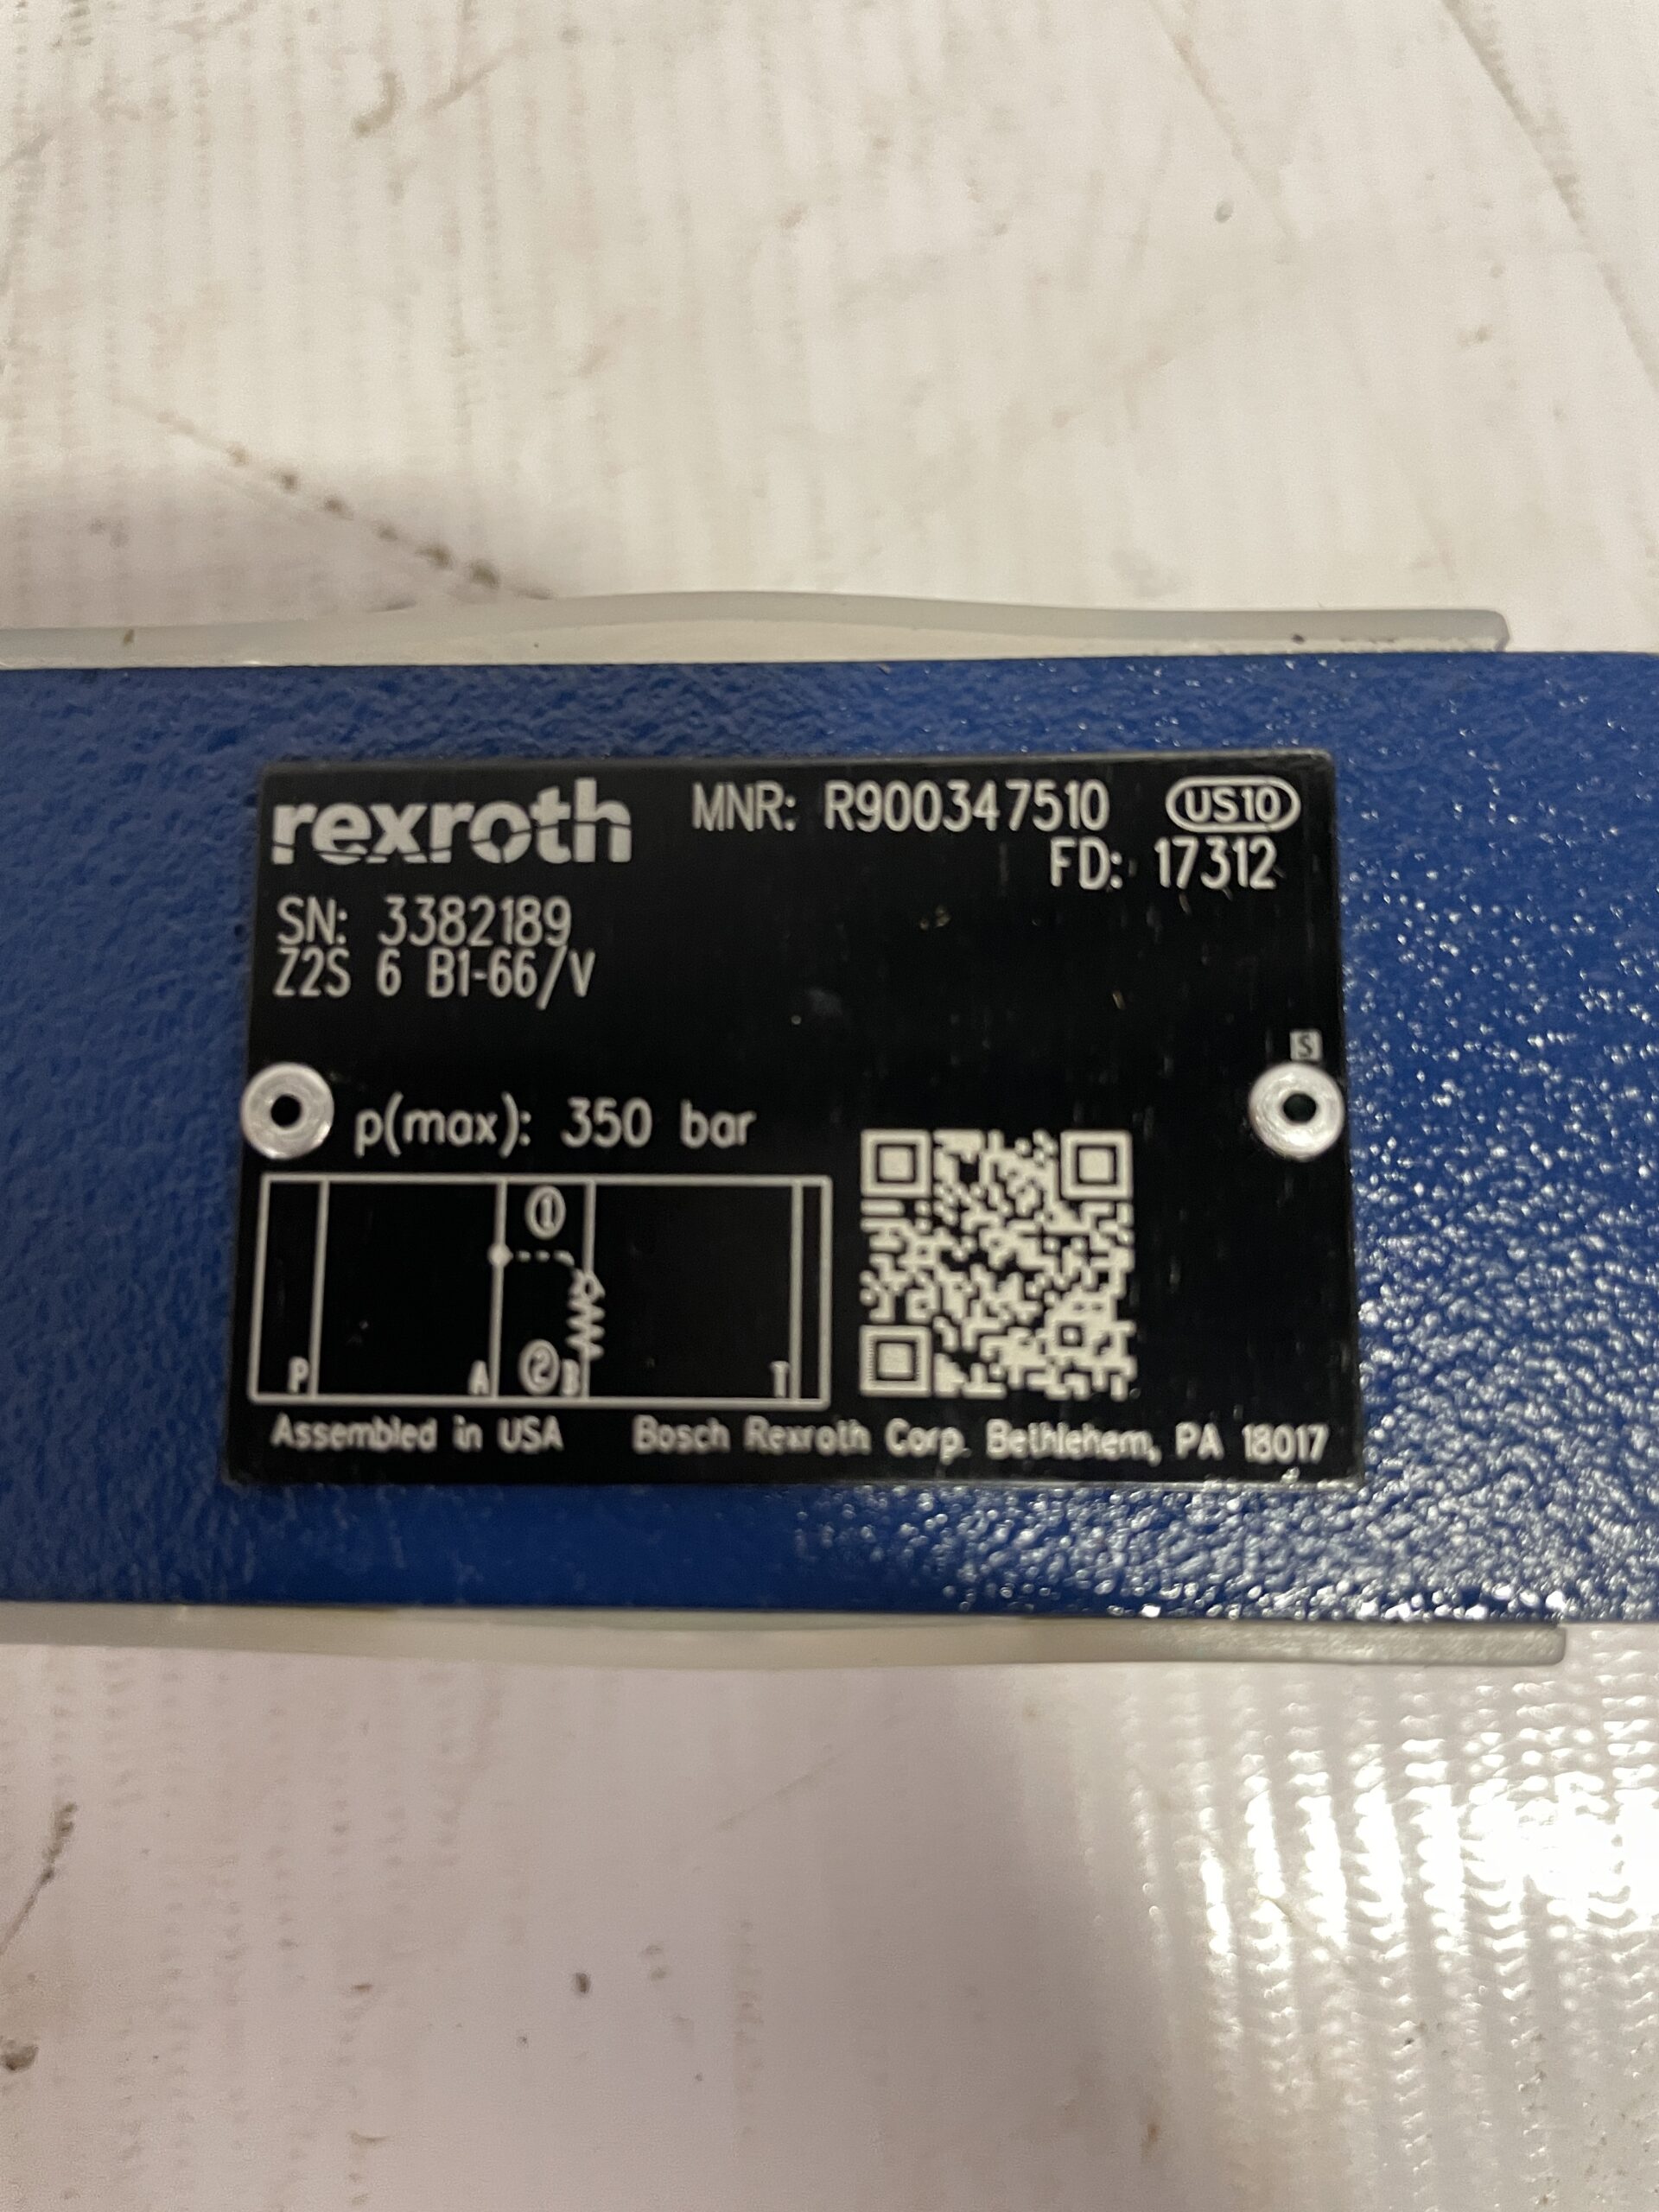 rexroth MNR: R900347510 US10
FD: 17312
SN: 3382189
Z2S 6 B1-66/V
S
p(max): 350 bar
①
P A ② B T
Assembled in USA Bosch Rexroth Corp. Bethlehem, PA 18017